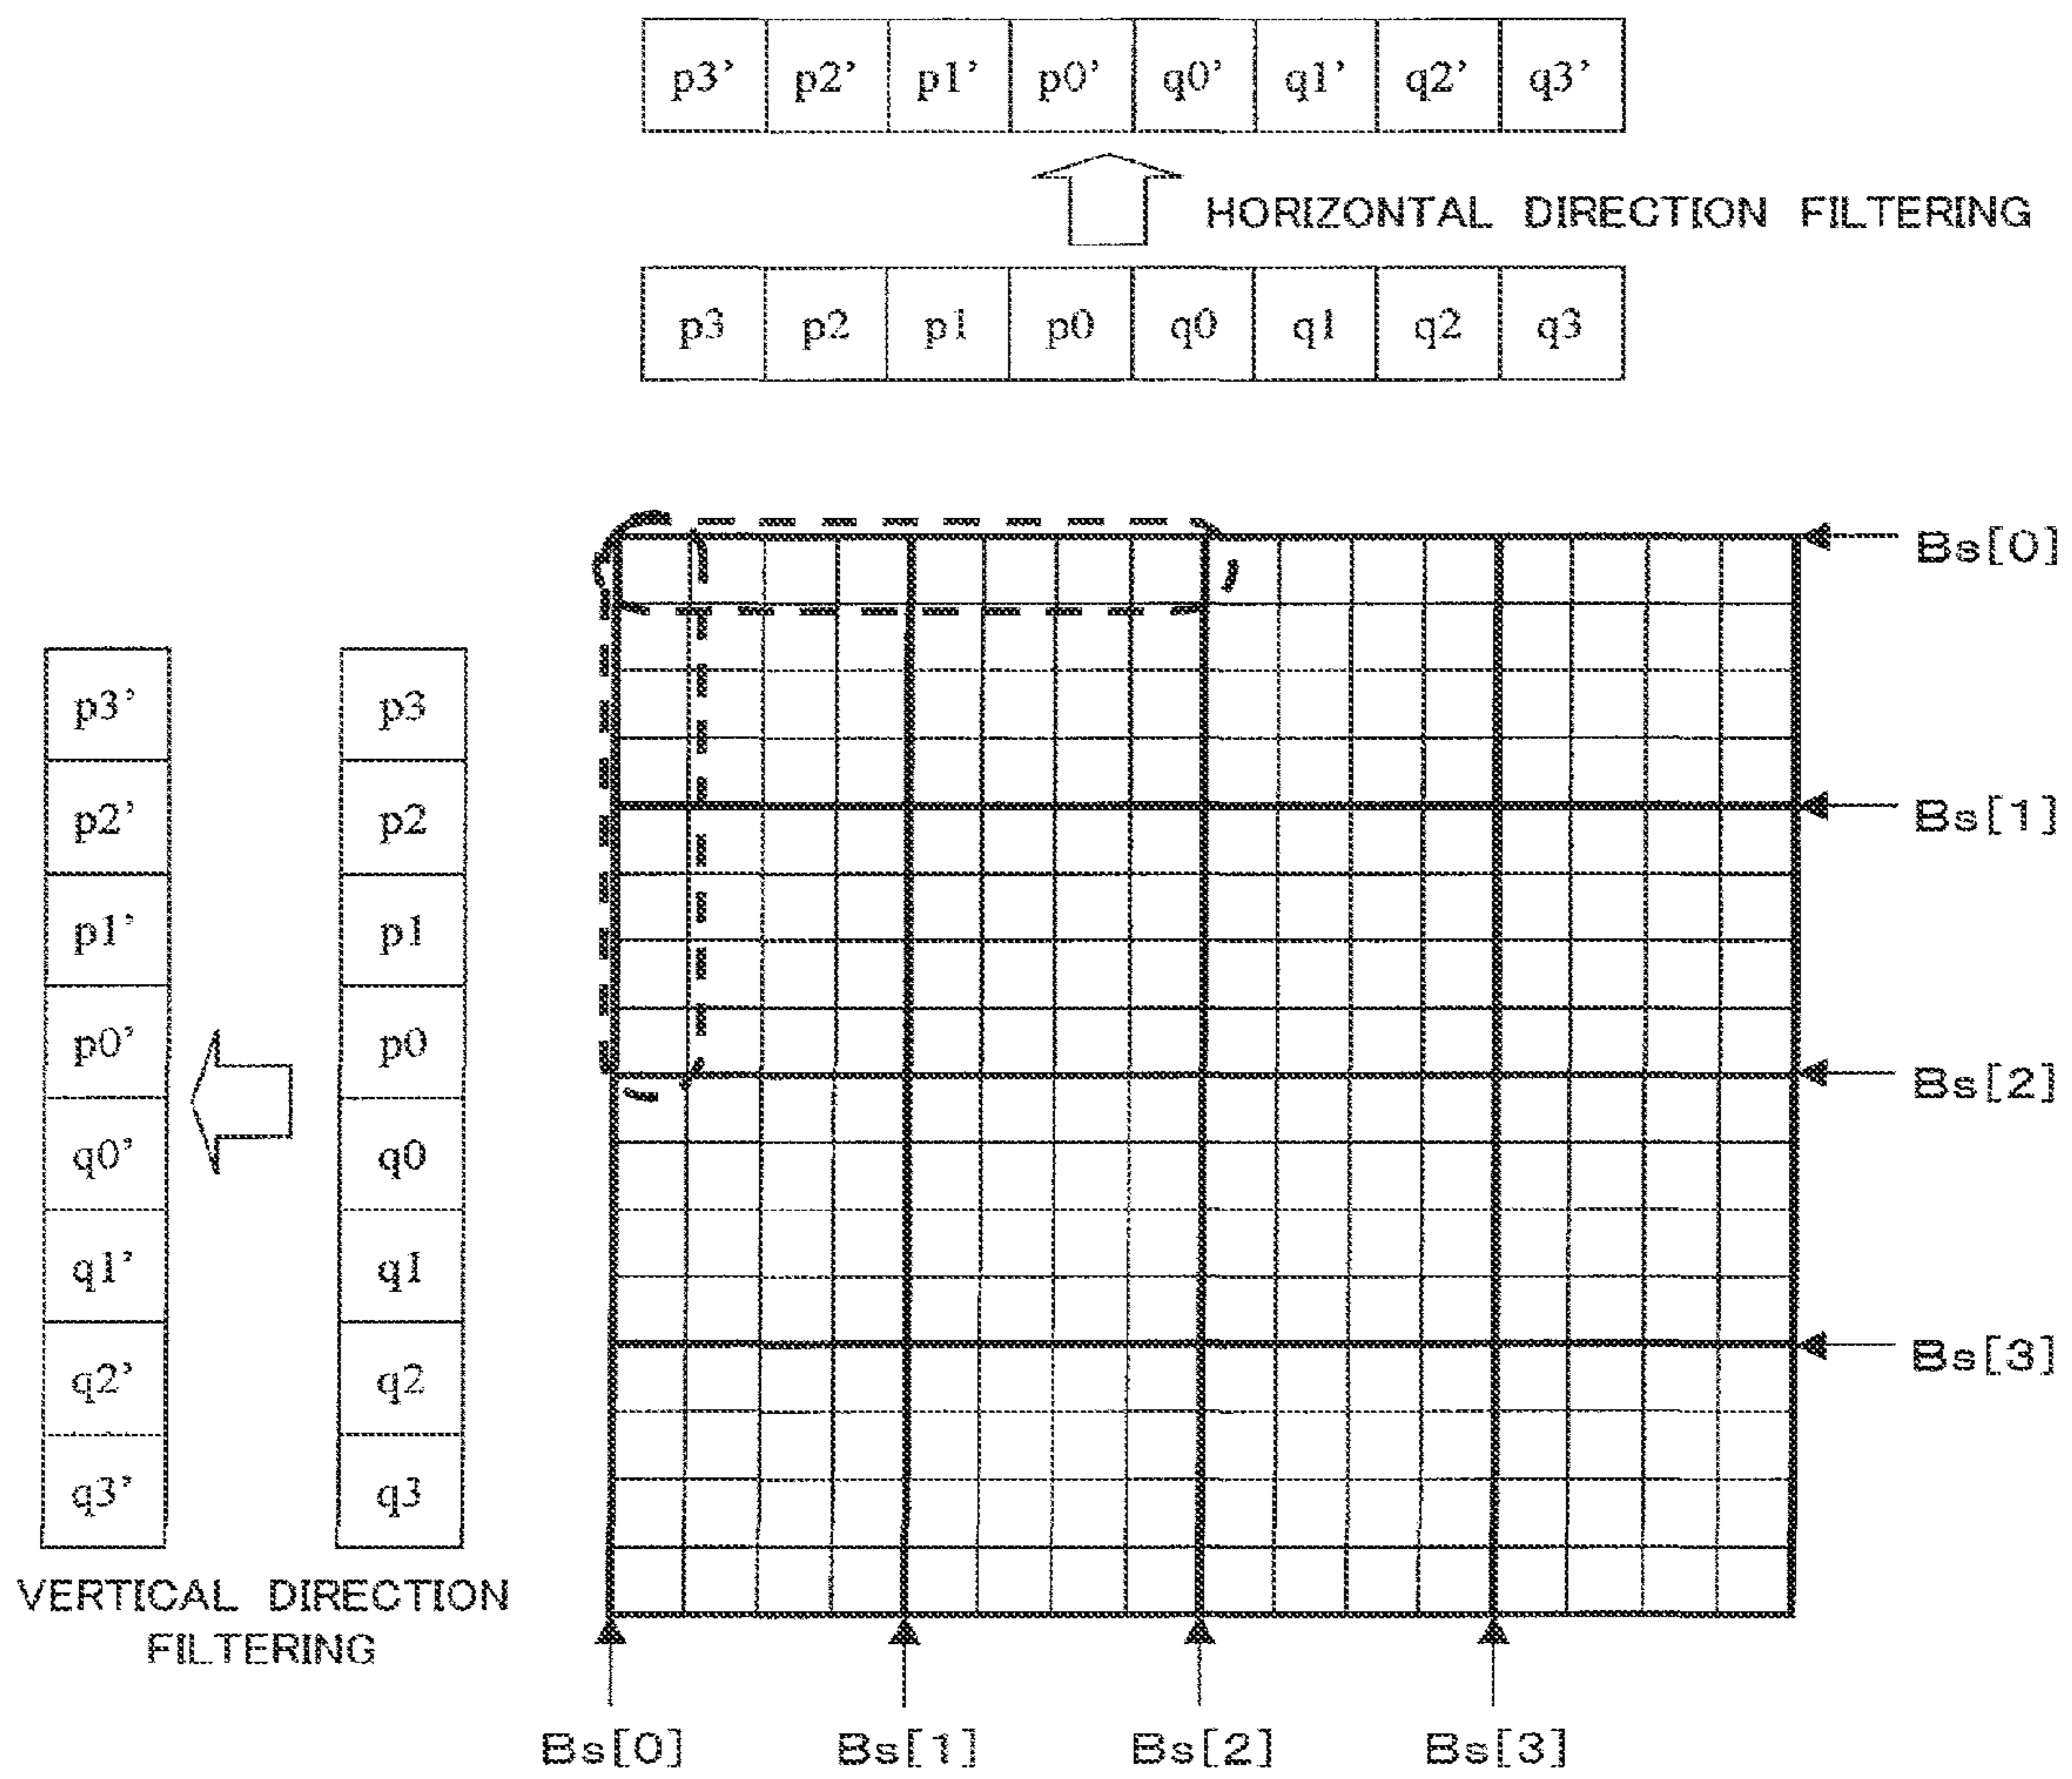 p3’ p2’ p1’ p0’ q0’ q1’ q2’ q3’
HORIZONTAL DIRECTION FILTERING
p3 p2 p1 p0 q0 q1 q2 q3
Bs[0]
Bs[1]
Bs[2]
Bs[3]
p3’ p3
p2’ p2
p1’ p1
p0’ p0
q0’ q0
q1’ q1
q2’ q2
q3’ q3
VERTICAL DIRECTION
FILTERING
Bs[0] Bs[1] Bs[2] Bs[3]